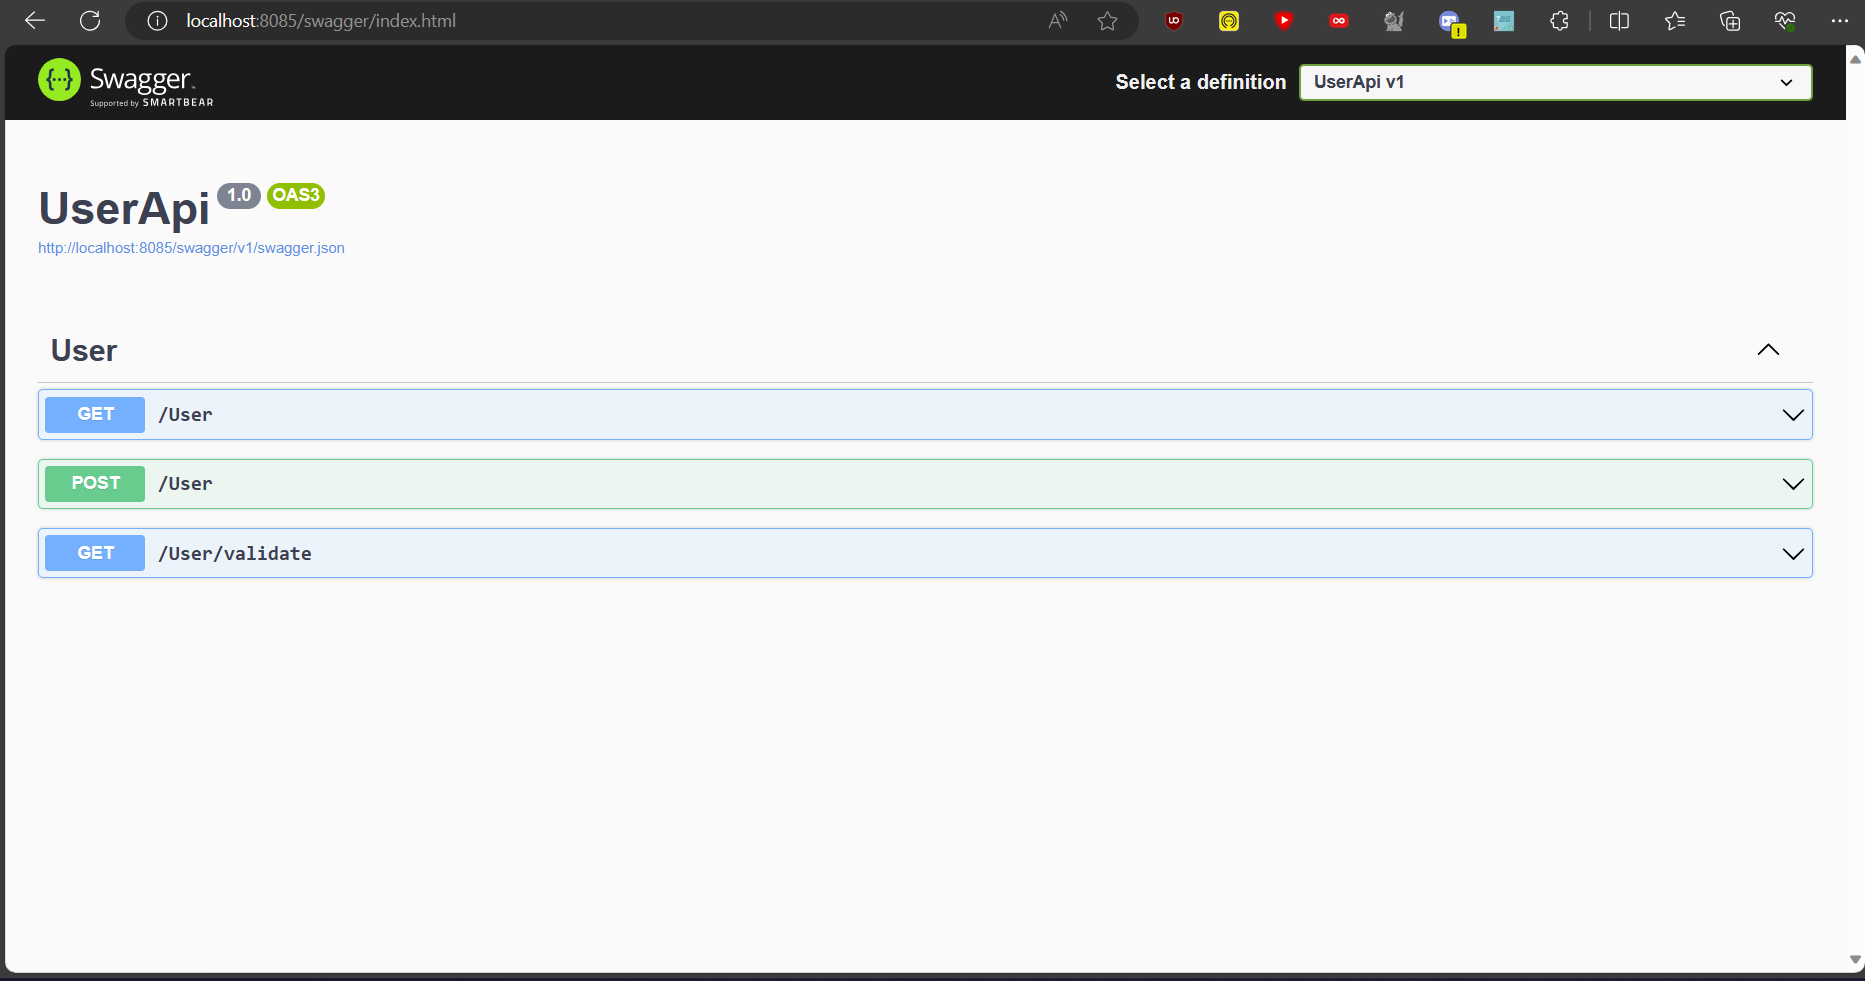 localhost:8085/swagger/index.html
Swagger
Supported by SMARTBEAR
Select a definition
UserApi v1
UserApi 1.0 OAS3
http://localhost:8085/swagger/v1/swagger.json
User
GET /User
POST /User
GET /User/validate